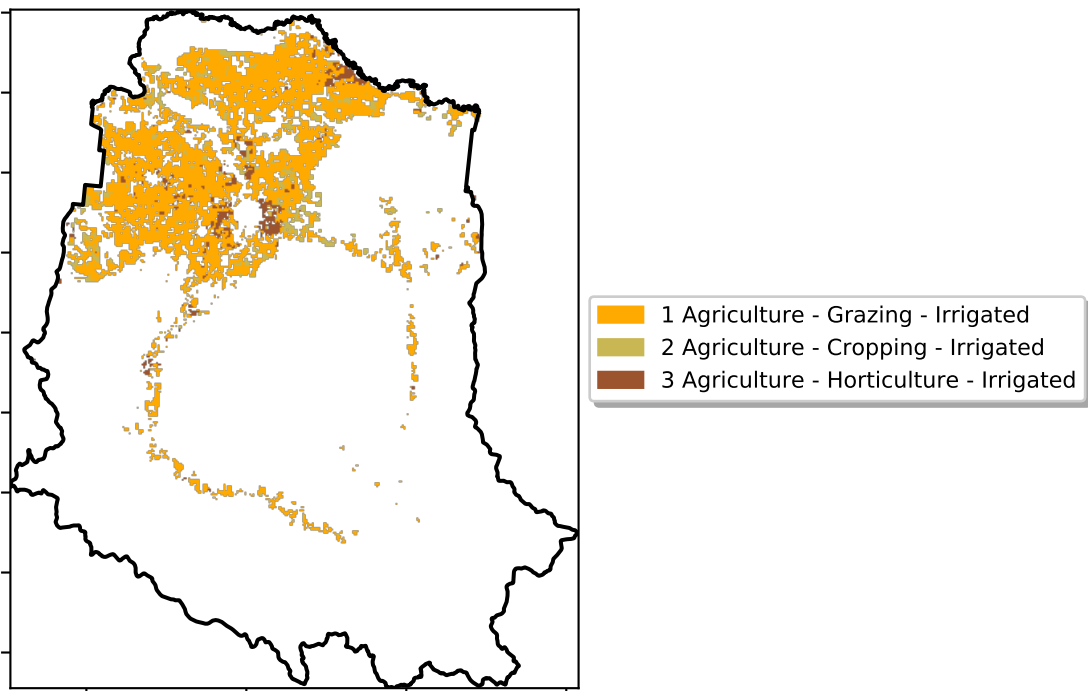 1 Agriculture - Grazing - Irrigated
2 Agriculture - Cropping - Irrigated
3 Agriculture - Horticulture - Irrigated